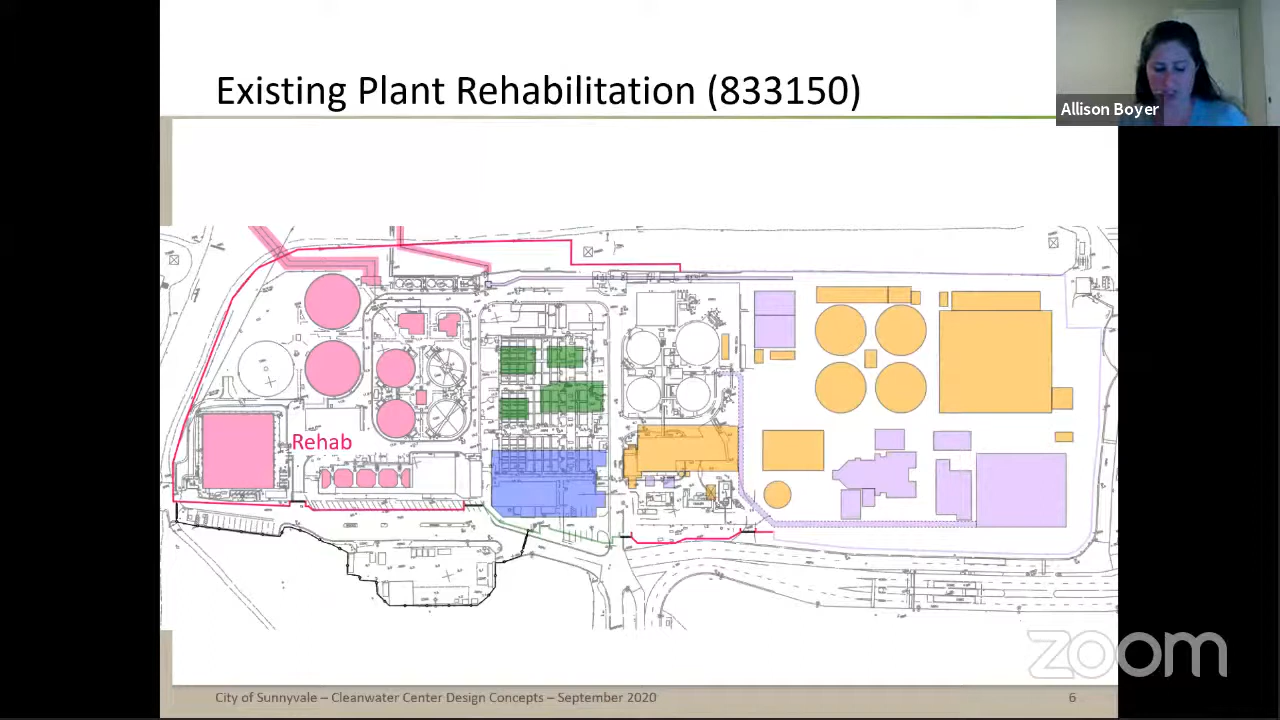 Existing Plant Rehabilitation (833150)
Allison Boyer
Rehab
zoom
City of Sunnyvale – Cleanwater Center Design Concepts – September 2020
6